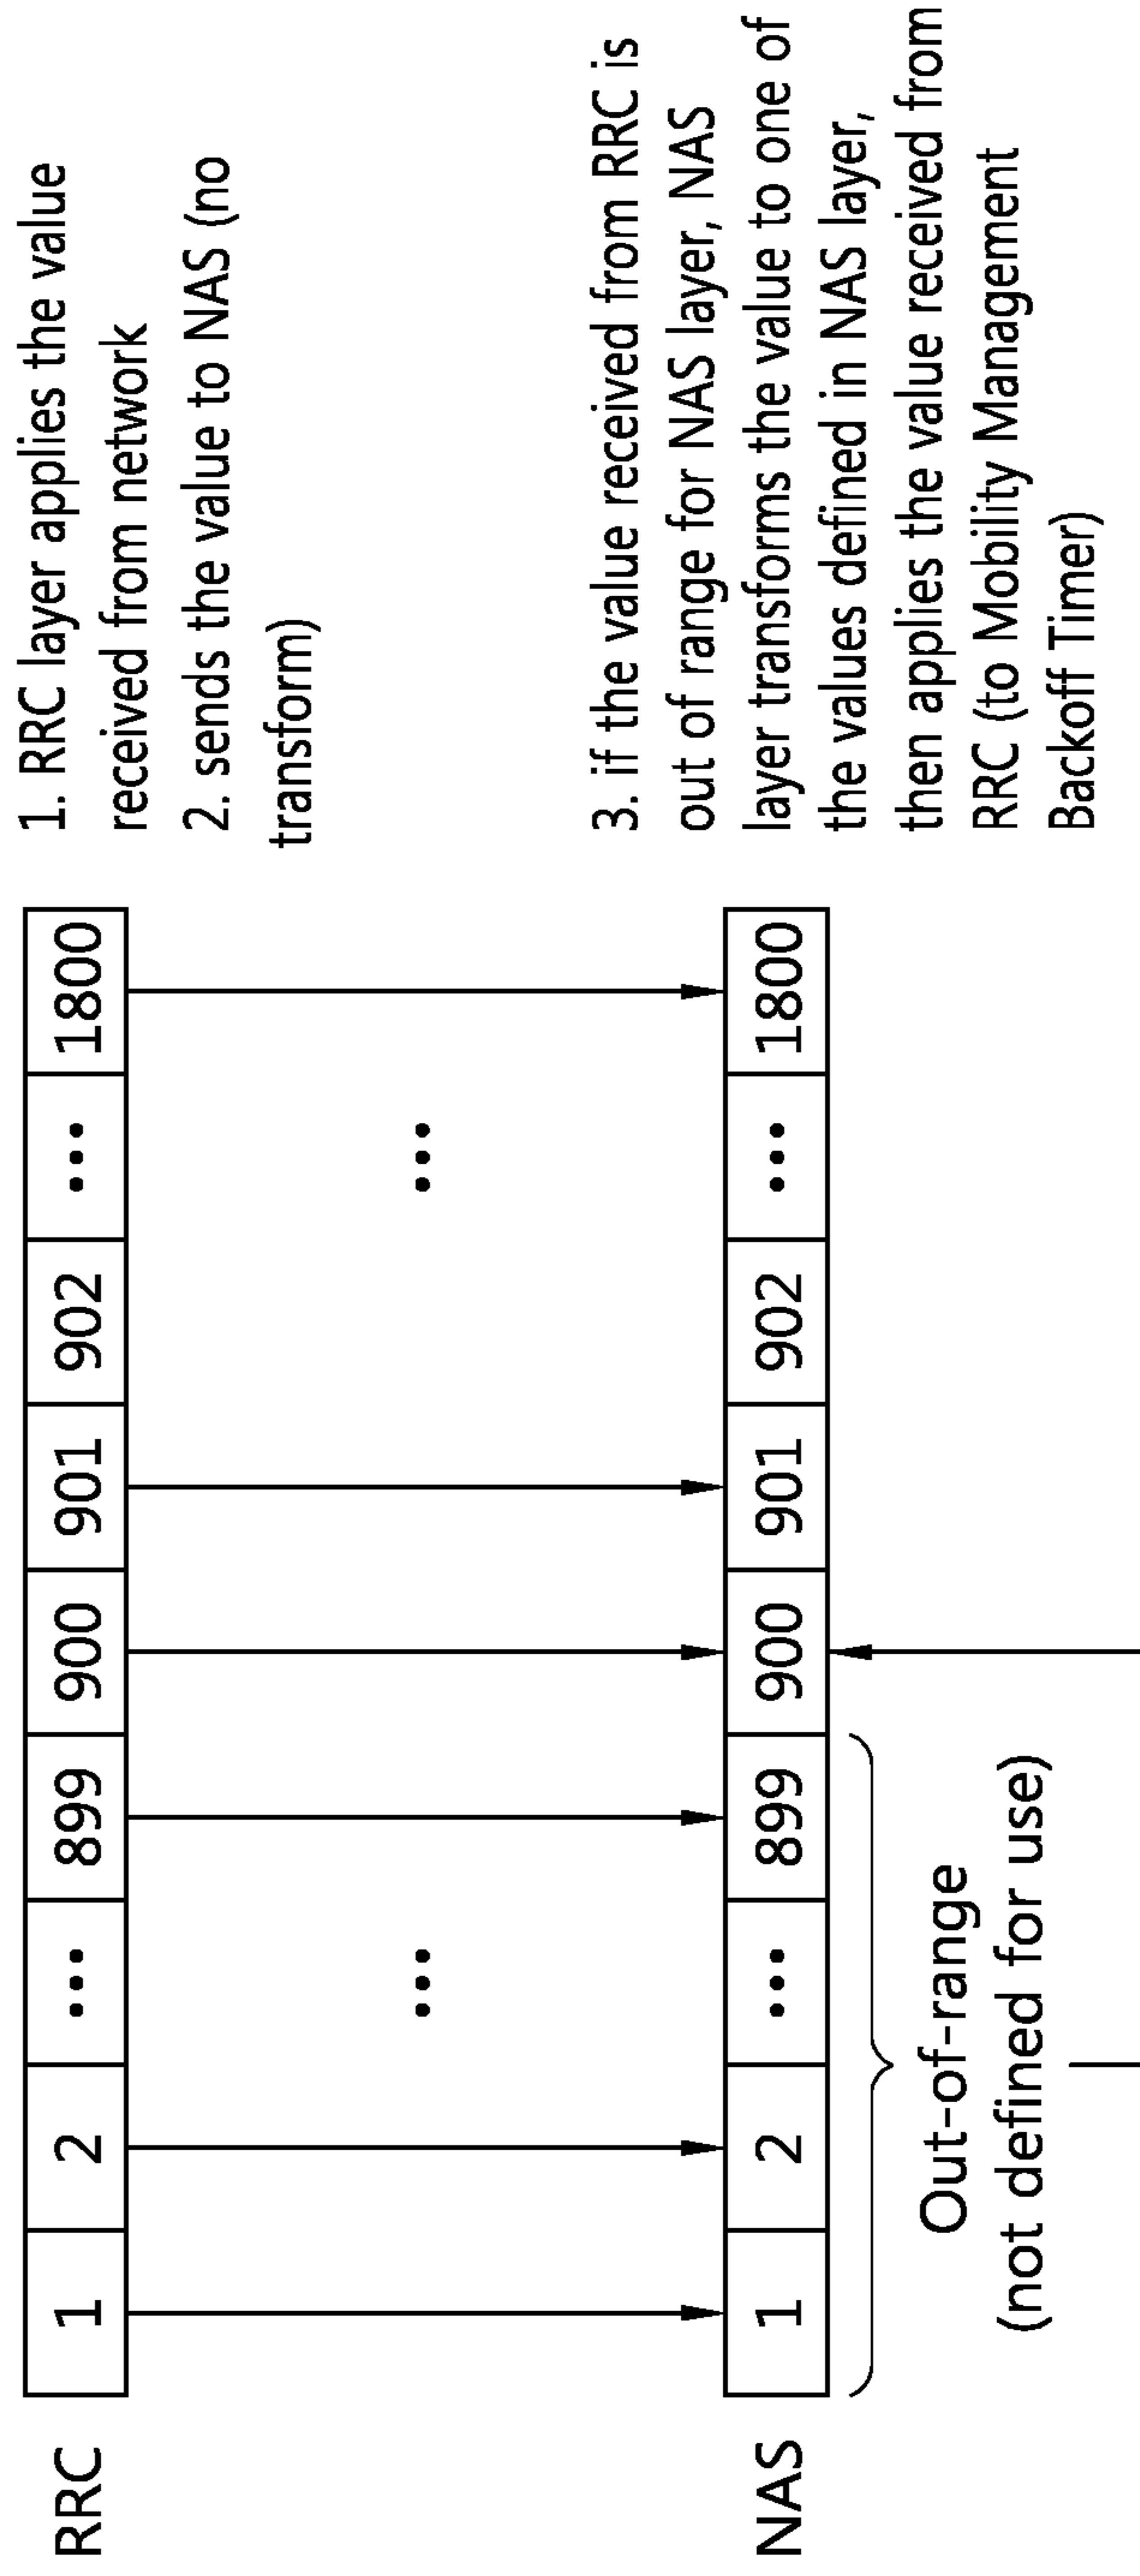 RRC 1 2 ... 899 900 901 902 ... 1800
1. RRC layer applies the value
received from network
2. sends the value to NAS (no
transform)
... ...
3. if the value received from RRC is
out of range for NAS layer, NAS
layer transforms the value to one of
the values defined in NAS layer,
then applies the value received from
RRC (to Mobility Management
Backoff Timer)
NAS 1 2 ... 899 900 901 902 ... 1800
Out-of-range
(not defined for use)